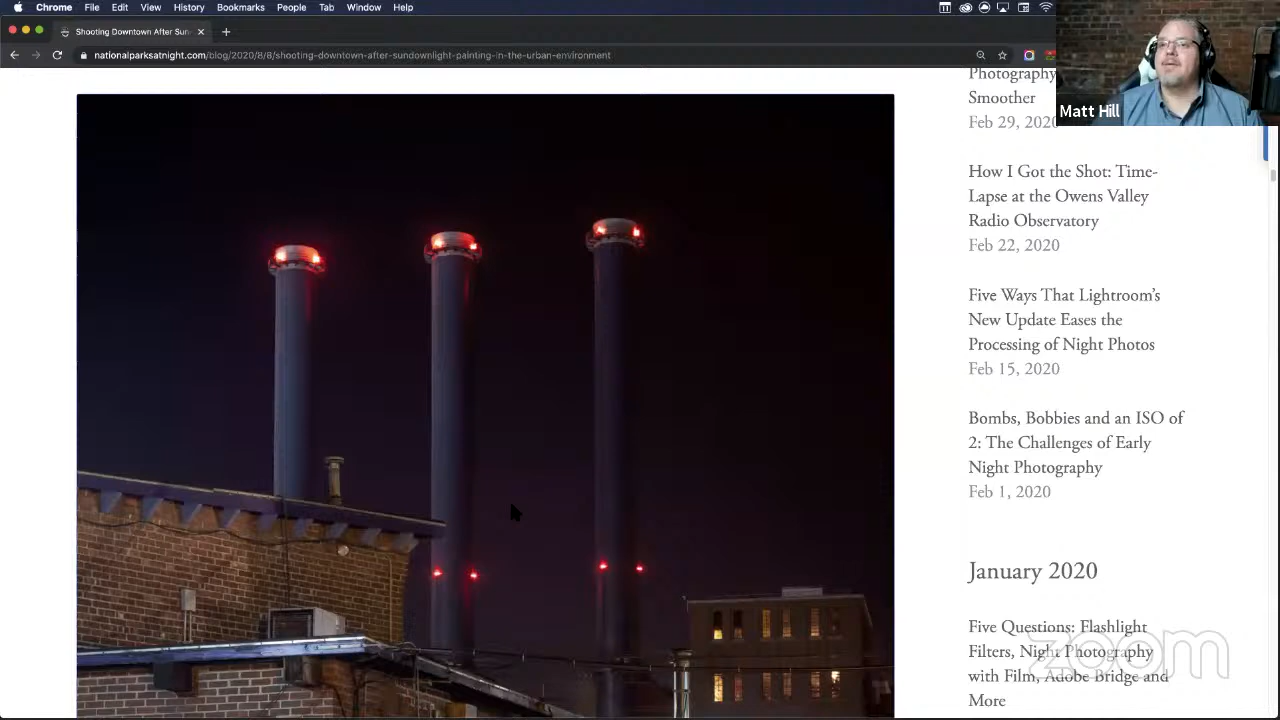 Chrome File Edit View History Bookmarks People Tab Window Help
Shooting Downtown After Sun
nationalparksatnight.com/blog/2020/8/8/shooting-downtown-after-sundownlight-painting-in-the-urban-environment
Photography
Smoother
Feb 29, 2020
Matt Hill
How I Got the Shot: Time-
Lapse at the Owens Valley
Radio Observatory
Feb 22, 2020
Five Ways That Lightroom's
New Update Eases the
Processing of Night Photos
Feb 15, 2020
Bombs, Bobbies and an ISO of
2: The Challenges of Early
Night Photography
Feb 1, 2020
January 2020
Five Questions: Flashlight
Filters, Night Photography
with Film, Adobe Bridge and
More
zoom